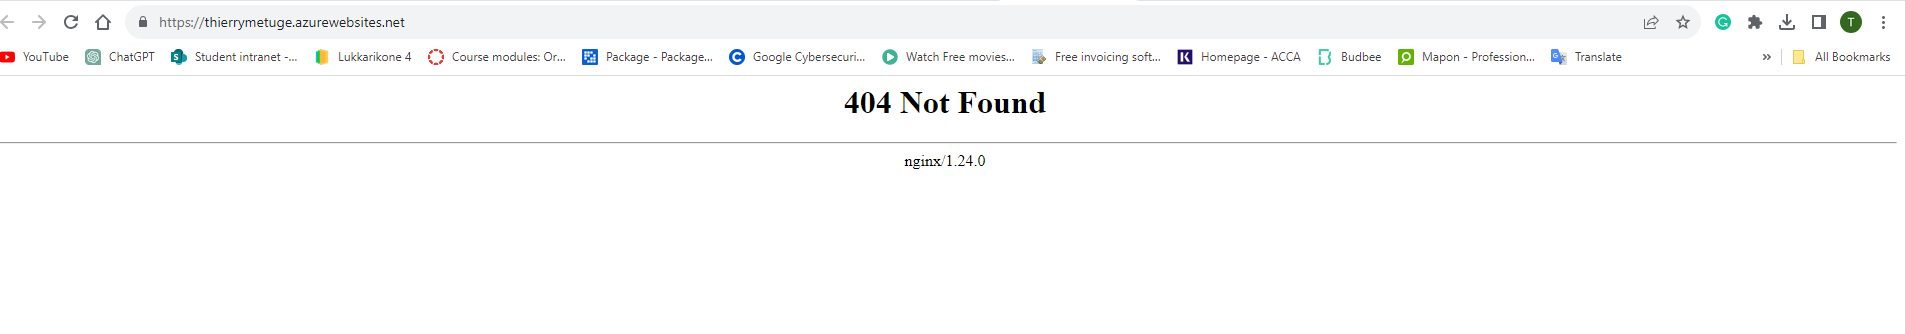 https://thierrymetuge.azurewebsites.net
G
T
YouTube ChatGPT Student intranet -... Lukkarikone 4 Course modules: Or... Package - Package... Google Cybersecuri... Watch Free movies... Free invoicing soft... Homepage - ACCA Budbee Mapon - Profession... Translate » All Bookmarks
404 Not Found
nginx/1.24.0